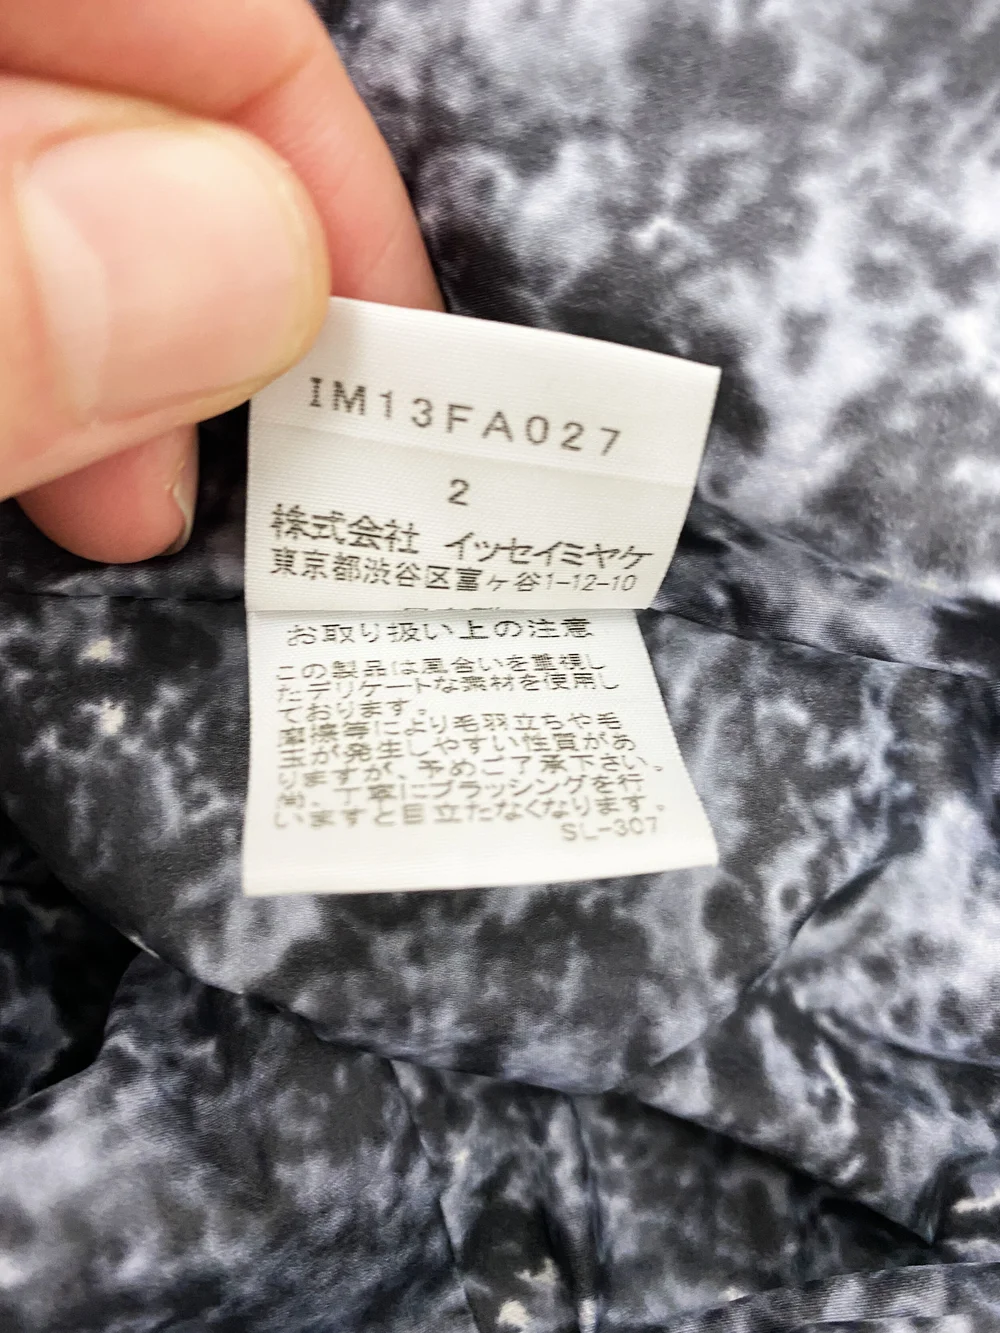 IM13FA027
2
株式会社 イッセイミヤケ
東京都渋谷区富ヶ谷1-12-10
お取り扱い上の注意
この製品は風合いを重視し
たデリケートな素材を使用し
ております。
摩擦等により毛羽立ちや毛
玉が発生しやすい性質があ
りますが、予めご了承下さい。
尚、丁寧にブラッシングを行
いますと目立たなくなります。
SL-307